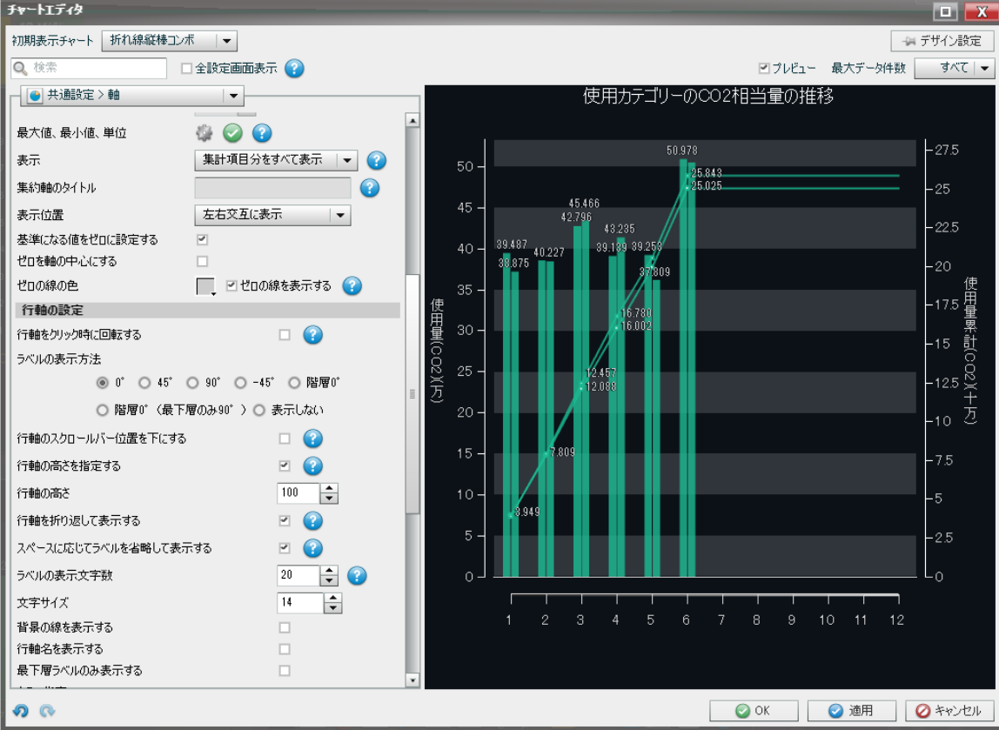 チャートエディタ
初期表示チャート 折れ線縦棒コンボ デザイン設定
検索 全設定画面表示 プレビュー 最大データ件数 すべて
共通設定 > 軸
最大値、最小値、単位
表示 集計項目分をすべて表示
集約軸のタイトル
表示位置 左右交互に表示
基準になる値をゼロに設定する
ゼロを軸の中心にする
ゼロの線の色 ゼロの線を表示する
行軸の設定
行軸をクリック時に回転する
ラベルの表示方法
0° 45° 90° -45° 階層0°
階層0°（最下層のみ90°） 表示しない
行軸のスクロールバー位置を下にする
行軸の高さを指定する
行軸の高さ 100
行軸を折り返して表示する
スペースに応じてラベルを省略して表示する
ラベルの表示文字数 20
文字サイズ 14
背景の線を表示する
行軸名を表示する
最下層ラベルのみ表示する
使用カテゴリーのCO2相当量の推移
使用量(CO2)(万)
50
45
40
35
30
25
20
15
10
5
0
39.487
38.875
40.227
42.796
45.466
39.189
43.235
39.253
37.809
50.978
25.843
25.025
16.780
16.002
12.457
12.088
7.809
3.949
27.5
25
22.5
20
17.5
15
12.5
10
7.5
5
2.5
0
使用量累計(CO2)(十万)
1 2 3 4 5 6 7 8 9 10 11 12
OK 適用 キャンセル